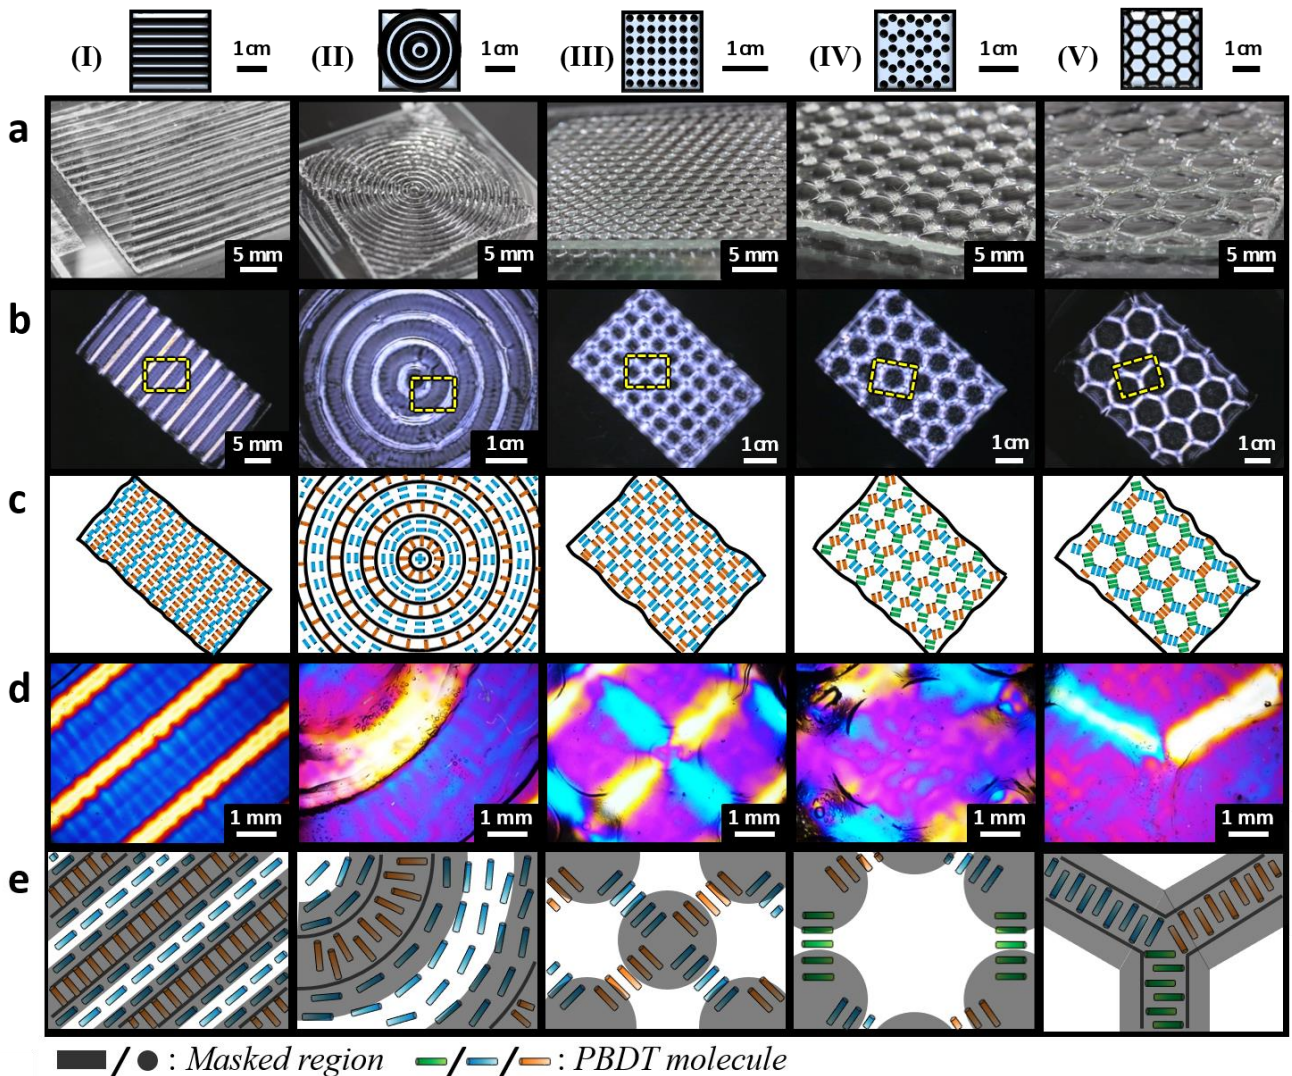 (I) 1cm (II) 1cm (III) 1cm (IV) 1cm (V) 1cm
a
5 mm 5 mm 5 mm 5 mm 5 mm
b
5 mm 1cm 1cm 1cm 1cm
c
d
1 mm 1 mm 1 mm 1 mm 1 mm
e
/ : Masked region / / : PBDT molecule